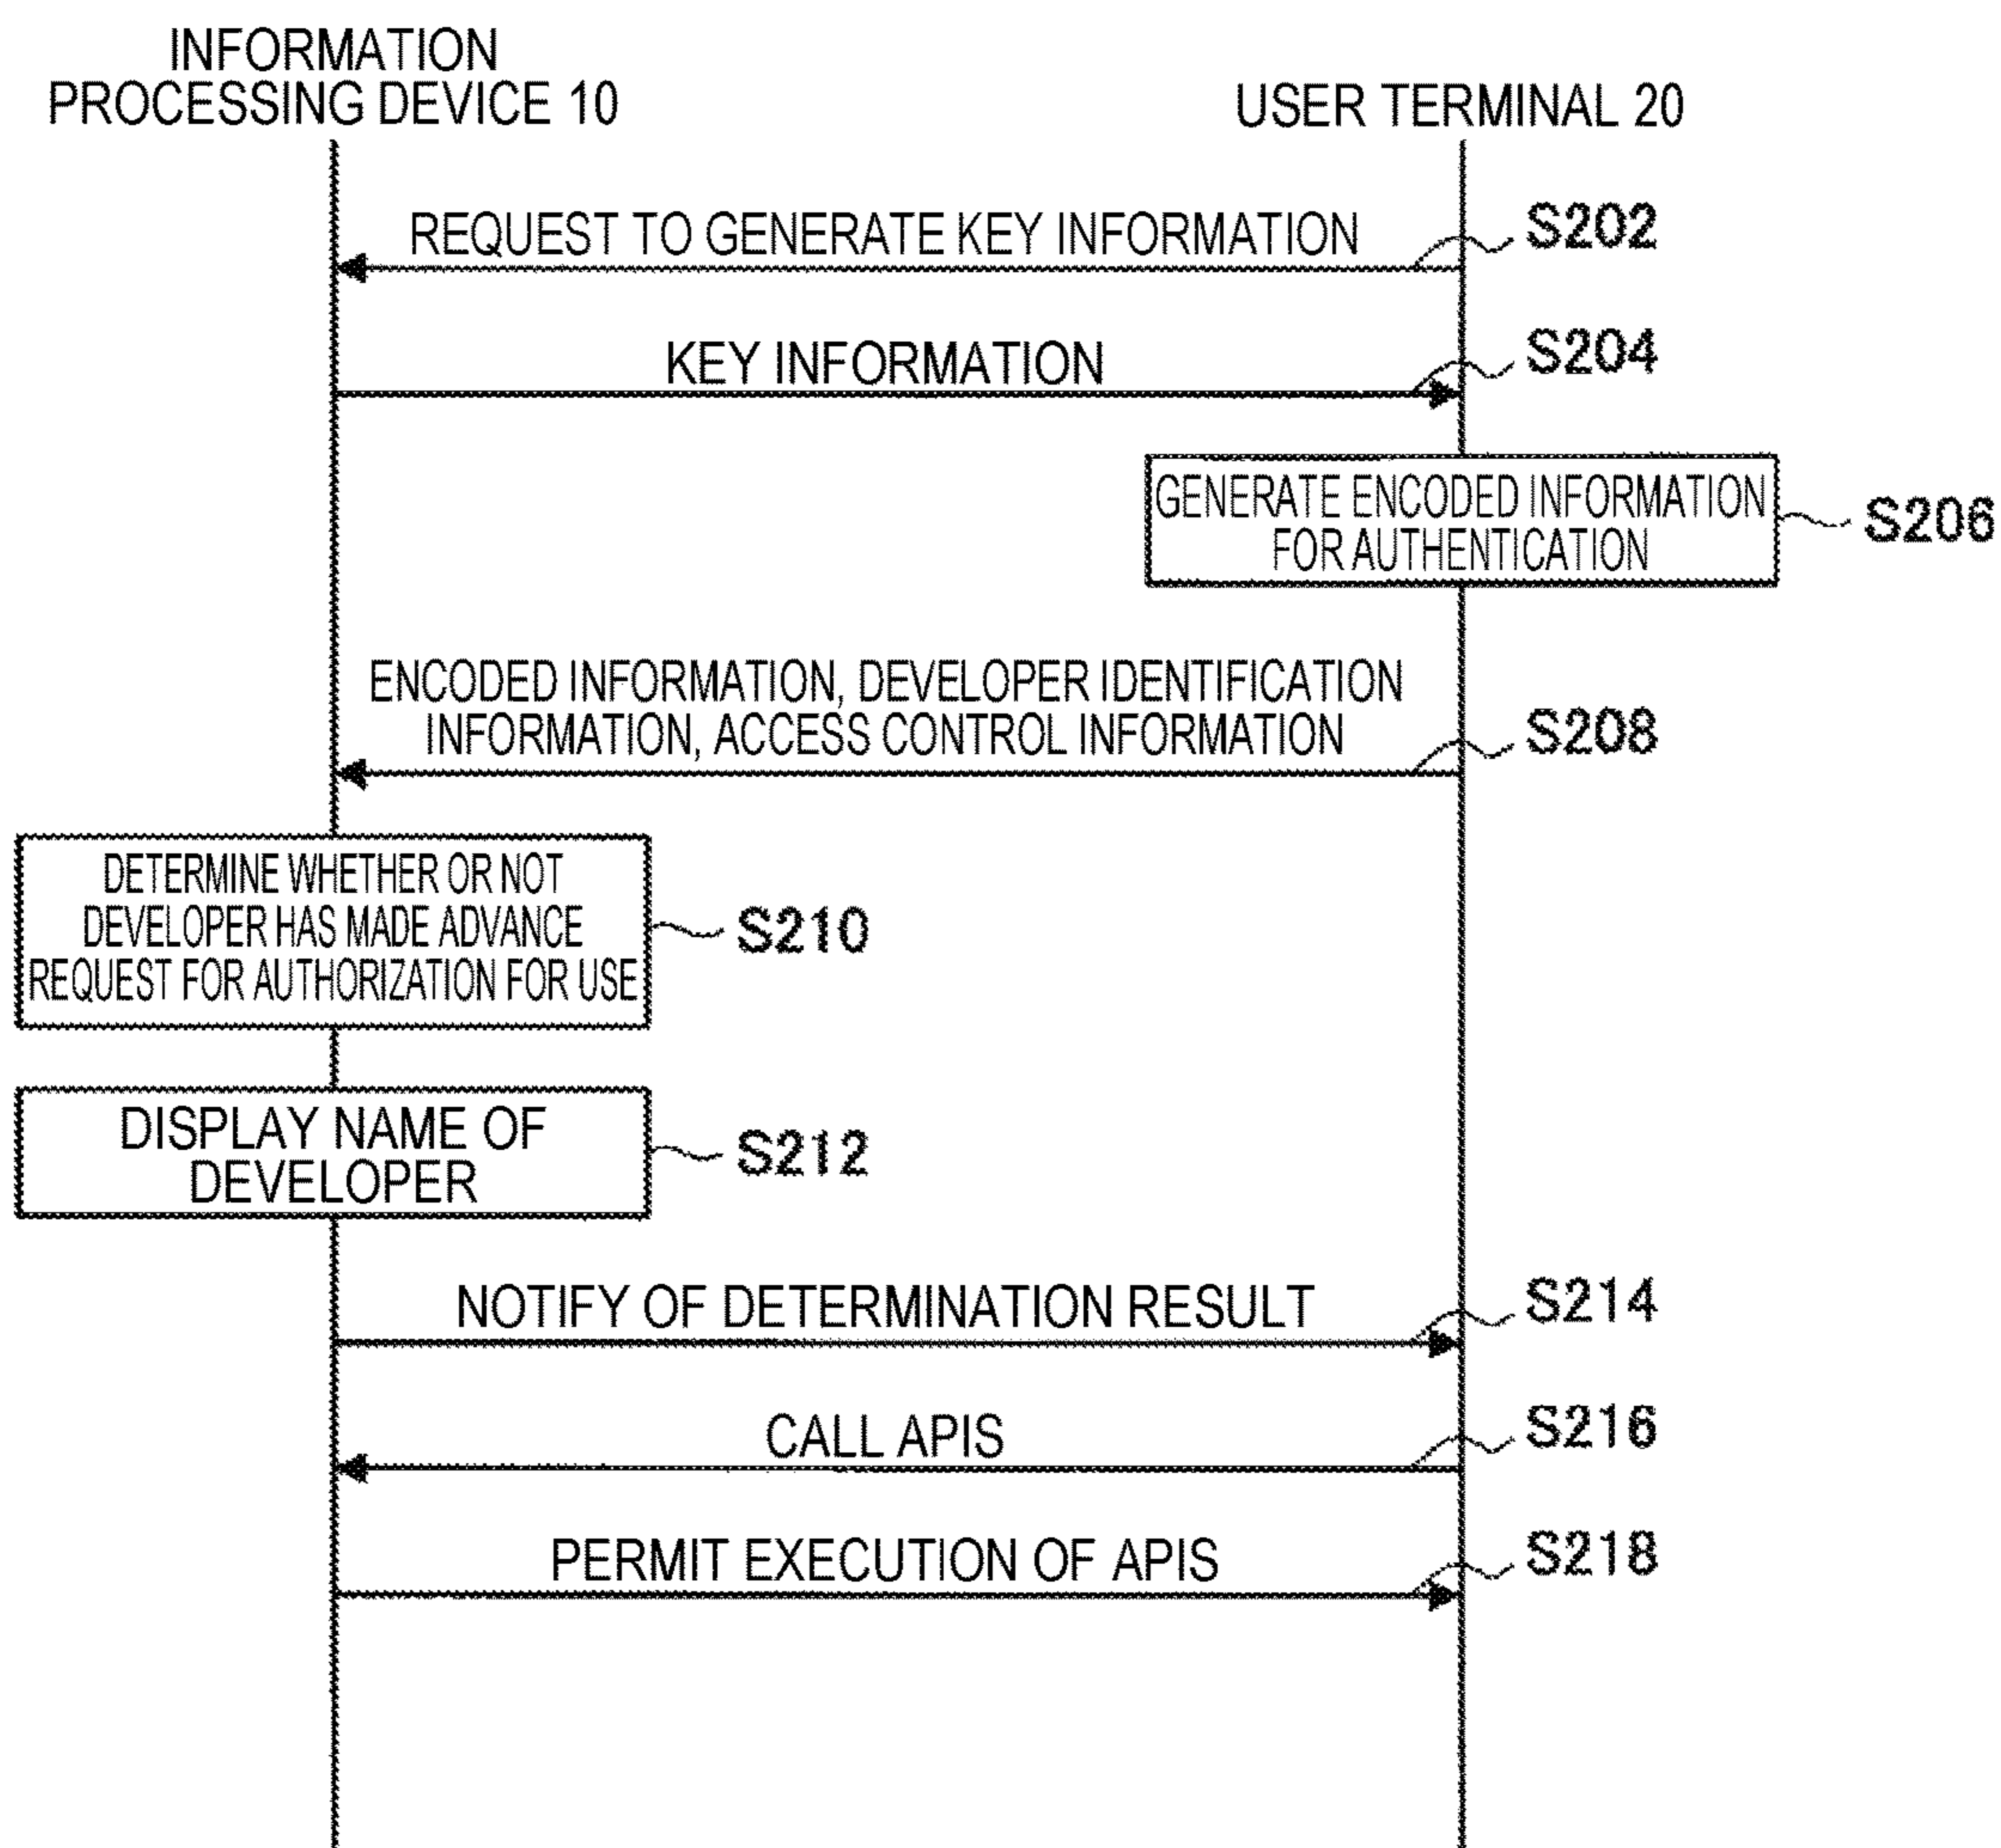 INFORMATION
PROCESSING DEVICE 10
USER TERMINAL 20
REQUEST TO GENERATE KEY INFORMATION
S202
KEY INFORMATION
S204
GENERATE ENCODED INFORMATION
FOR AUTHENTICATION
S206
ENCODED INFORMATION, DEVELOPER IDENTIFICATION
INFORMATION, ACCESS CONTROL INFORMATION
S208
DETERMINE WHETHER OR NOT
DEVELOPER HAS MADE ADVANCE
REQUEST FOR AUTHORIZATION FOR USE
S210
DISPLAY NAME OF
DEVELOPER
S212
NOTIFY OF DETERMINATION RESULT
S214
CALL APIS
S216
PERMIT EXECUTION OF APIS
S218